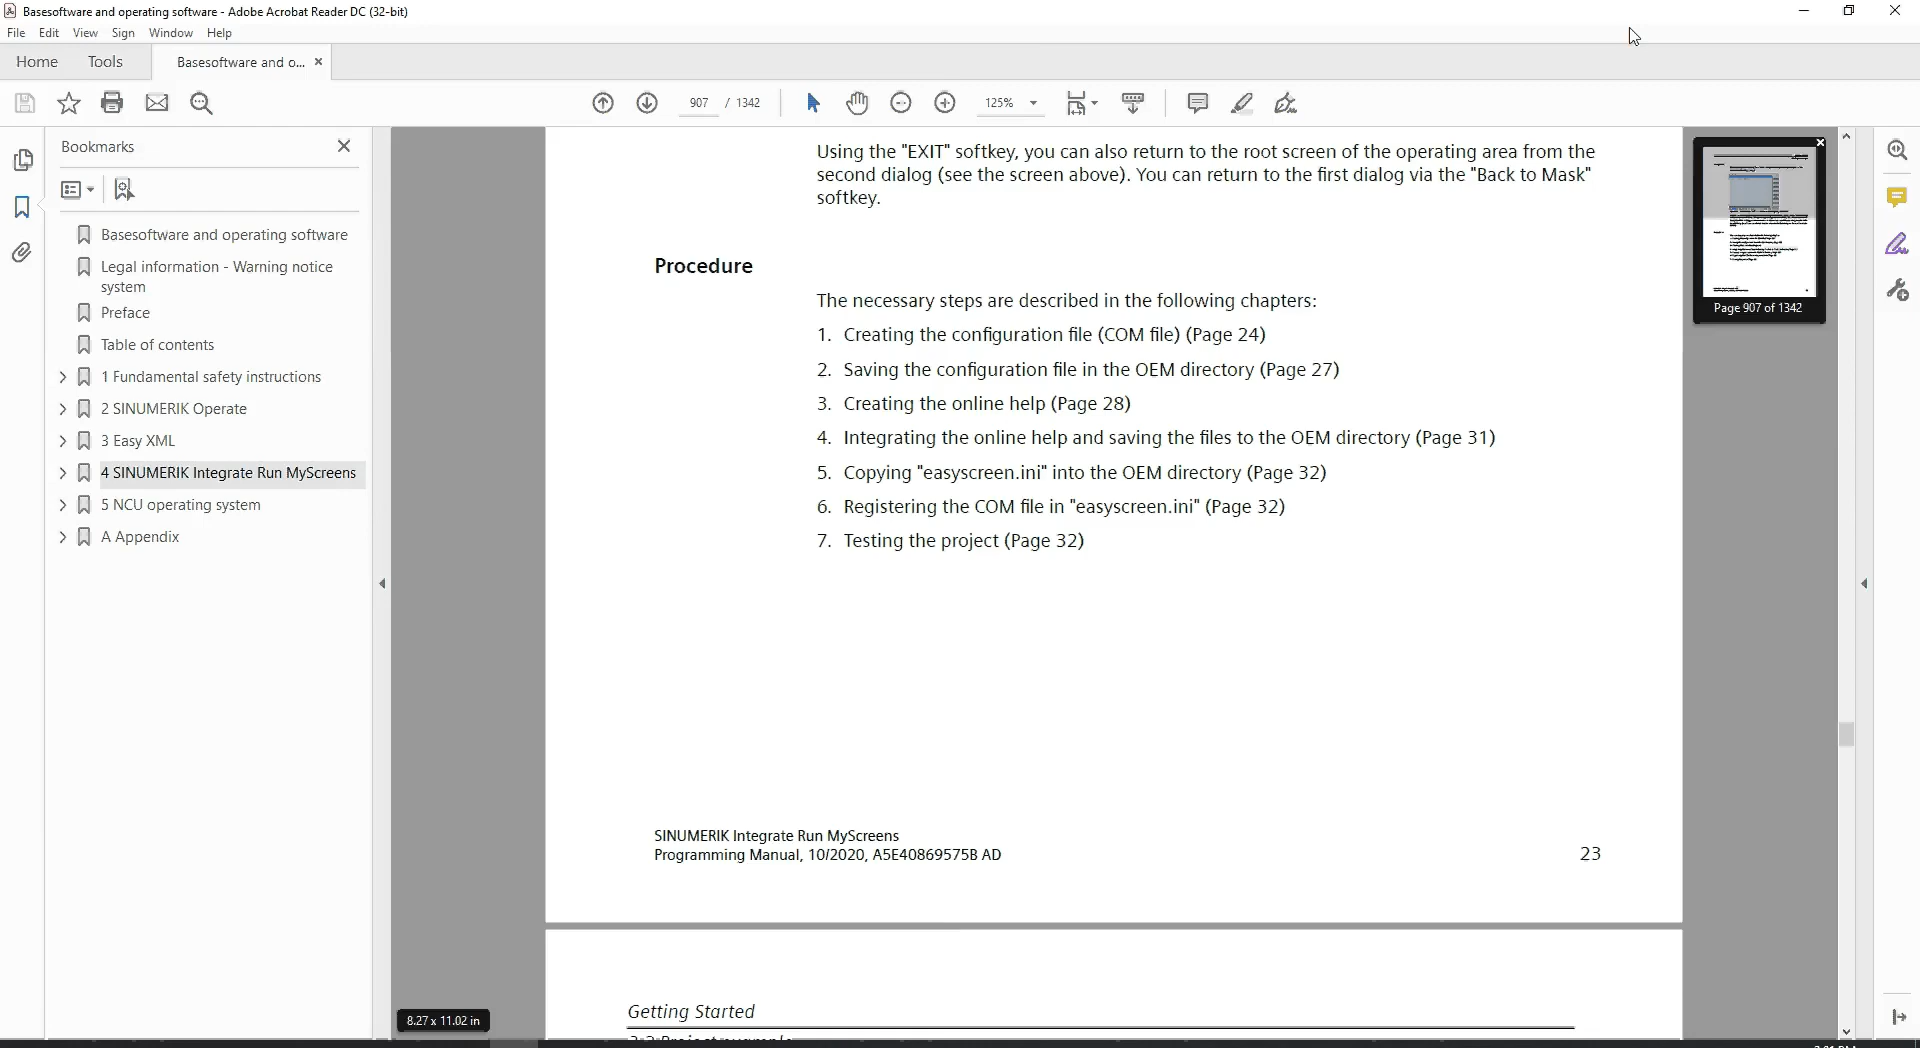 Basesoftware and operating software - Adobe Acrobat Reader DC (32-bit)
File Edit View Sign Window Help
Home Tools Basesoftware and o...
907 / 1342 125%
Bookmarks
Basesoftware and operating software
Legal information - Warning notice
system
Preface
Table of contents
1 Fundamental safety instructions
2 SINUMERIK Operate
3 Easy XML
4 SINUMERIK Integrate Run MyScreens
5 NCU operating system
A Appendix
Using the "EXIT" softkey, you can also return to the root screen of the operating area from the
second dialog (see the screen above). You can return to the first dialog via the "Back to Mask"
softkey.
Procedure
The necessary steps are described in the following chapters:
1. Creating the configuration file (COM file) (Page 24)
2. Saving the configuration file in the OEM directory (Page 27)
3. Creating the online help (Page 28)
4. Integrating the online help and saving the files to the OEM directory (Page 31)
5. Copying "easyscreen.ini" into the OEM directory (Page 32)
6. Registering the COM file in "easyscreen.ini" (Page 32)
7. Testing the project (Page 32)
SINUMERIK Integrate Run MyScreens
Programming Manual, 10/2020, A5E40869575B AD
23
Getting Started
8.27 x 11.02 in
Page 907 of 1342